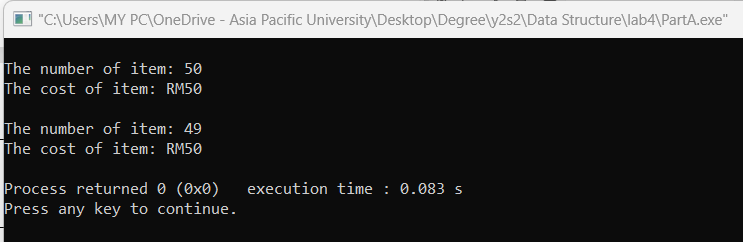 "C:\Users\MY PC\OneDrive - Asia Pacific University\Desktop\Degree\y2s2\Data Structure\lab4\PartA.exe"
The number of item: 50
The cost of item: RM50
The number of item: 49
The cost of item: RM50
Process returned 0 (0x0)   execution time : 0.083 s
Press any key to continue.